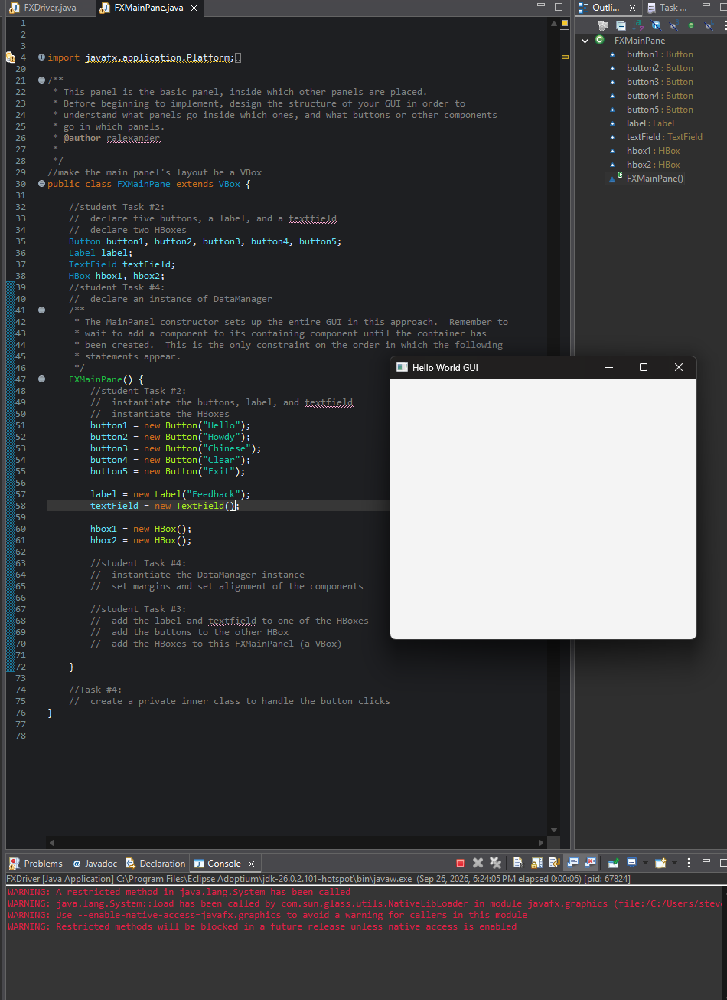 FXDriver.java
FXMainPane.java
Outli...
Task ...
1
2
3
4 import javafx.application.Platform;
20
21 /**
22  * This panel is the basic panel, inside which other panels are placed.
23  * Before beginning to implement, design the structure of your GUI in order to
24  * understand what panels go inside which ones, and what buttons or other components
25  * go in which panels.
26  * @author ralexander
27  *
28  */
29 //make the main panel's layout be a VBox
30 public class FXMainPane extends VBox {
31
32 //student Task #2:
33 //  declare five buttons, a label, and a textfield
34 //  declare two HBoxes
35 Button button1, button2, button3, button4, button5;
36 Label label;
37 TextField textField;
38 HBox hbox1, hbox2;
39 //student Task #4:
40 //  declare an instance of DataManager
41 /**
42  * The MainPanel constructor sets up the entire GUI in this approach.  Remember to
43  * wait to add a component to its containing component until the container has
44  * been created.  This is the only constraint on the order in which the following
45  * statements appear.
46  */
47 FXMainPane() {
48 //student Task #2:
49 //  instantiate the buttons, label, and textfield
50 //  instantiate the HBoxes
51 button1 = new Button("Hello");
52 button2 = new Button("Howdy");
53 button3 = new Button("Chinese");
54 button4 = new Button("Clear");
55 button5 = new Button("Exit");
56
57 label = new Label("Feedback");
58 textField = new TextField();
59
60 hbox1 = new HBox();
61 hbox2 = new HBox();
62
63 //student Task #4:
64 //  instantiate the DataManager instance
65 //  set margins and set alignment of the components
66
67 //student Task #3:
68 //  add the label and textfield to one of the HBoxes
69 //  add the buttons to the other HBox
70 //  add the HBoxes to this FXMainPanel (a VBox)
71
72 }
73
74 //Task #4:
75 //  create a private inner class to handle the button clicks
76 }
77
78
FXMainPane
button1 : Button
button2 : Button
button3 : Button
button4 : Button
button5 : Button
label : Label
textField : TextField
hbox1 : HBox
hbox2 : HBox
FXMainPane()
Hello World GUI
Problems
Javadoc
Declaration
Console
FXDriver [Java Application] C:\Program Files\Eclipse Adoptium\jdk-26.0.2.101-hotspot\bin\javaw.exe (Sep 26, 2026, 6:24:05 PM elapsed 0:00:06) [pid: 67824]
WARNING: A restricted method in java.lang.System has been called
WARNING: java.lang.System::load has been called by com.sun.glass.utils.NativeLibLoader in module javafx.graphics (file:/C:/Users/steve
WARNING: Use --enable-native-access=javafx.graphics to avoid a warning for callers in this module
WARNING: Restricted methods will be blocked in a future release unless native access is enabled